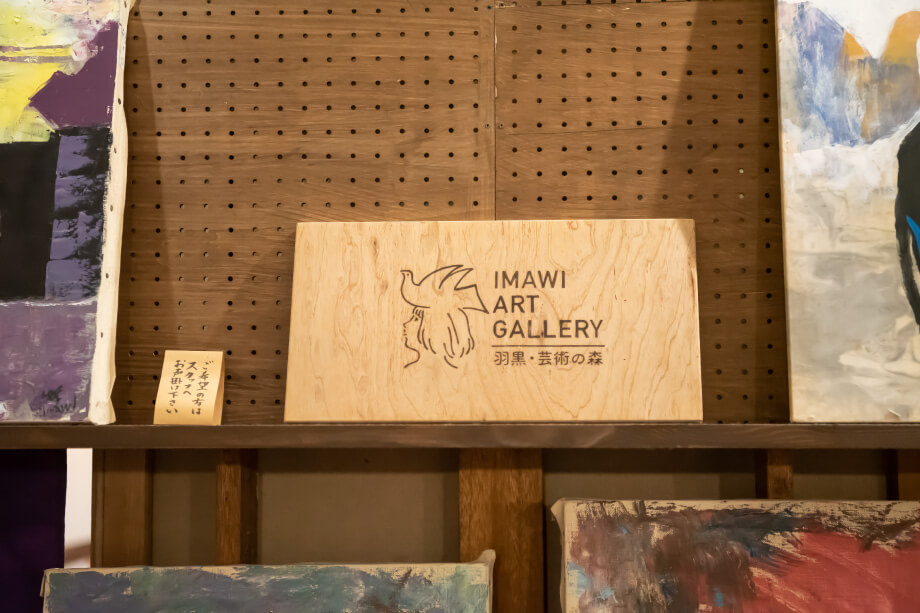 IMAWI
ART
GALLERY
羽黒・芸術の森
ご希望の方は
スタッフへ
お声掛け下さい